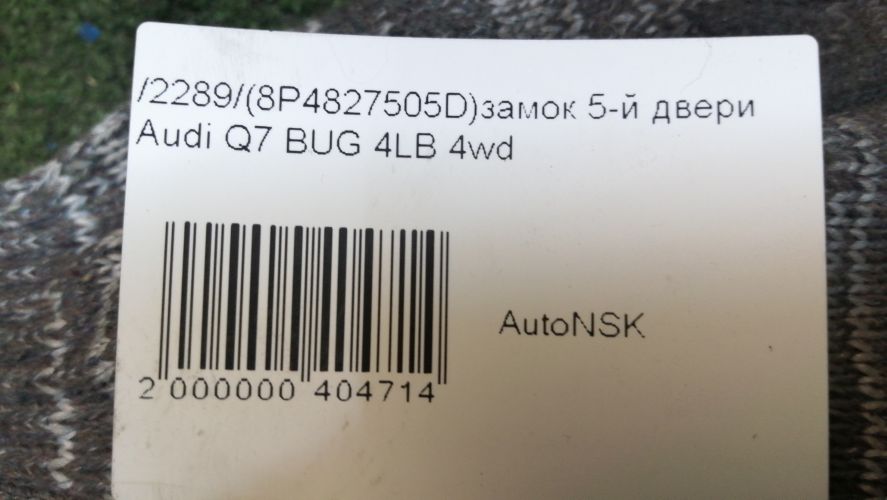 /2289/(8P4827505D)замок 5-й двери
Audi Q7 BUG 4LB 4wd
AutoNSK
2 000000 404714